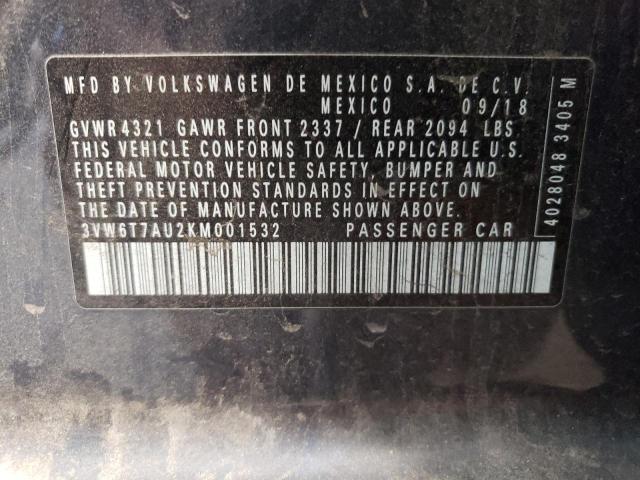 MFD BY VOLKSWAGEN DE MEXICO S.A. DE C.V.
MEXICO 09/18
GVWR 4321 GAWR FRONT 2337 / REAR 2094 LBS
THIS VEHICLE CONFORMS TO ALL APPLICABLE U.S.
FEDERAL MOTOR VEHICLE SAFETY, BUMPER AND
THEFT PREVENTION STANDARDS IN EFFECT ON
THE DATE OF MANUFACTURE SHOWN ABOVE.
3VW6T7AU2KM001532 PASSENGER CAR
4028048 3405 M